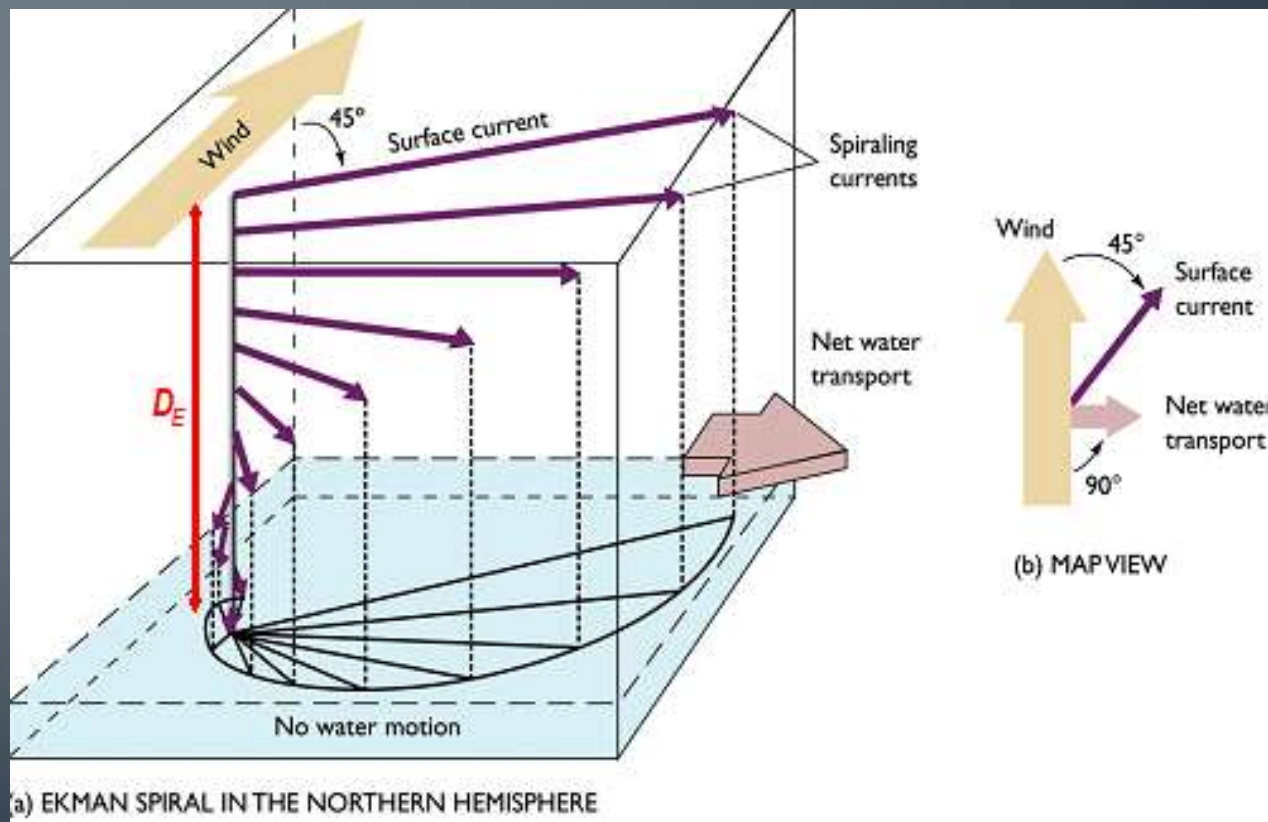 Wind
45°
Surface current
Spiraling
currents
D_E
Net water
transport
No water motion
(a) EKMAN SPIRAL IN THE NORTHERN HEMISPHERE
Wind
45°
Surface
current
Net water
transport
90°
(b) MAP VIEW